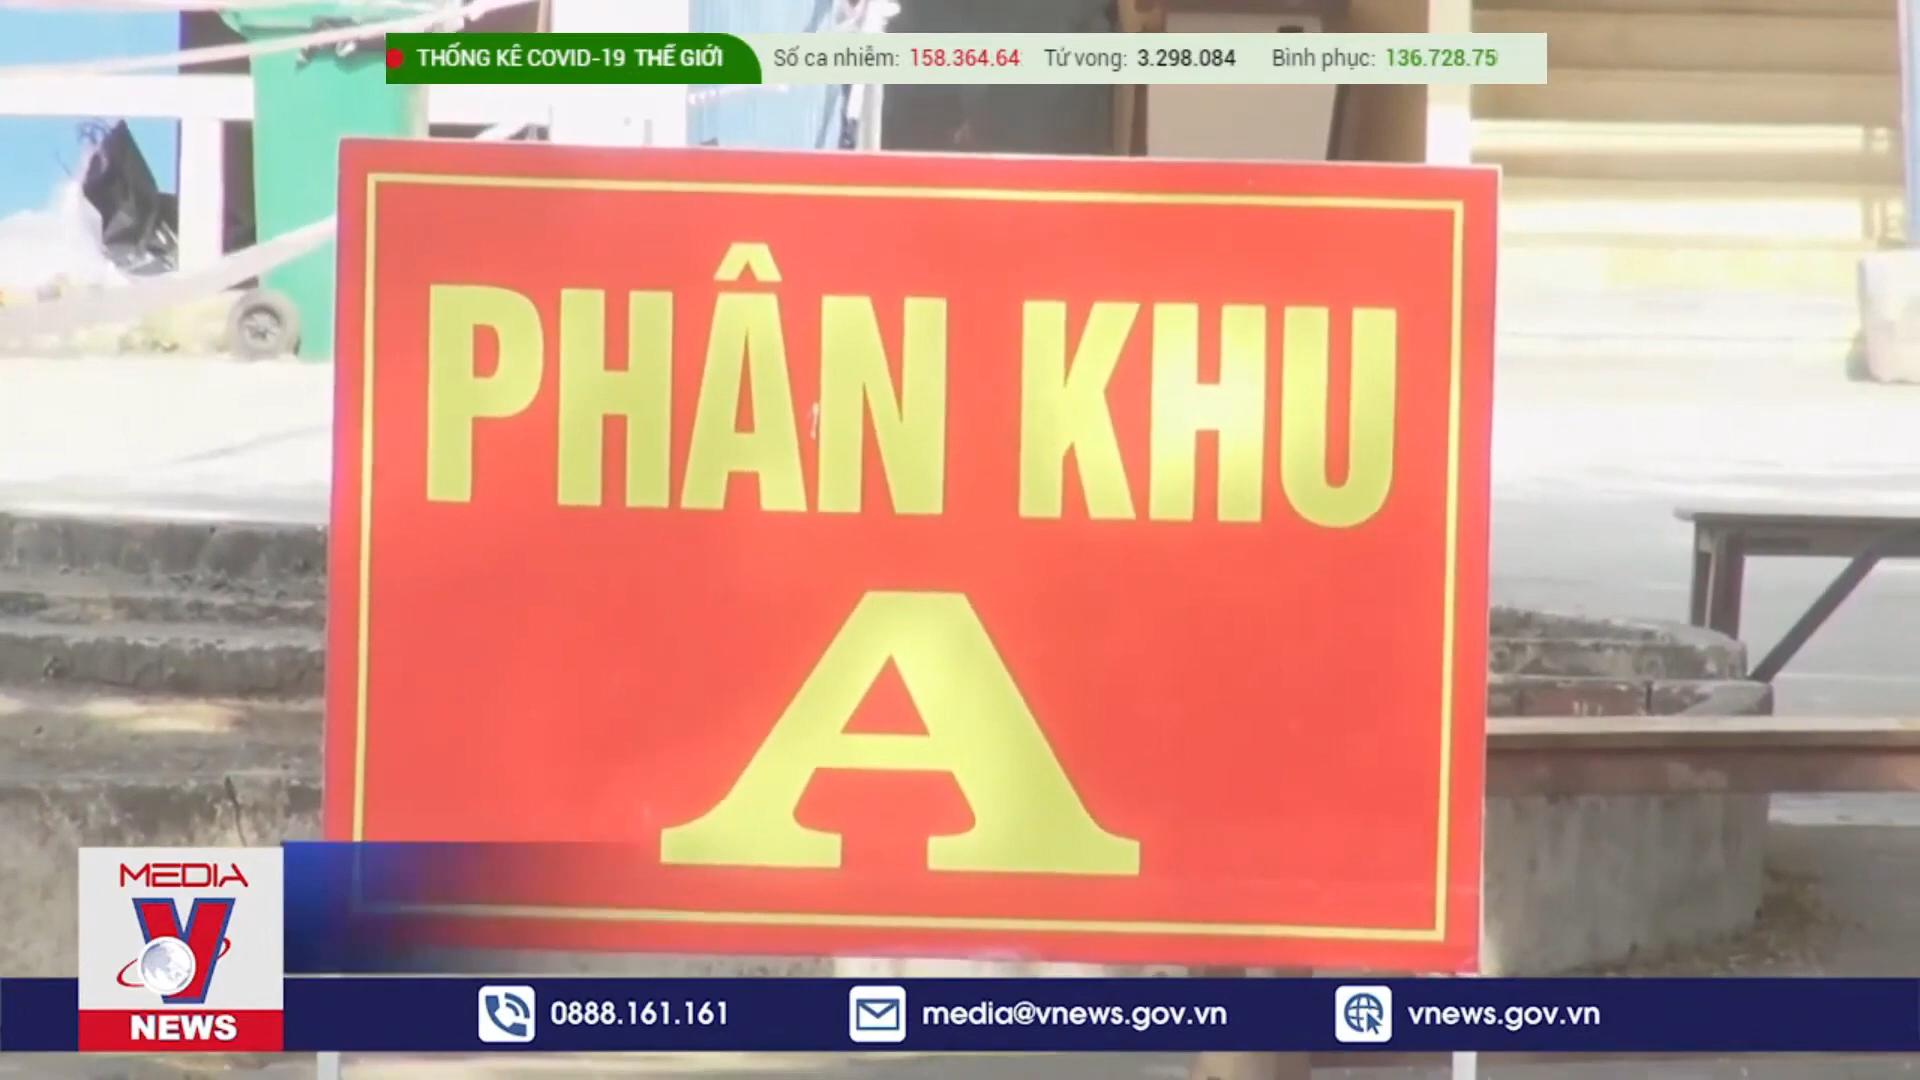 THỐNG KÊ COVID-19 THẾ GIỚI Số ca nhiễm: 158.364.64 Tử vong: 3.298.084 Bình phục: 136.728.75
PHÂN KHU
A
MEDIA
V
NEWS
0888.161.161 media@vnews.gov.vn vnews.gov.vn